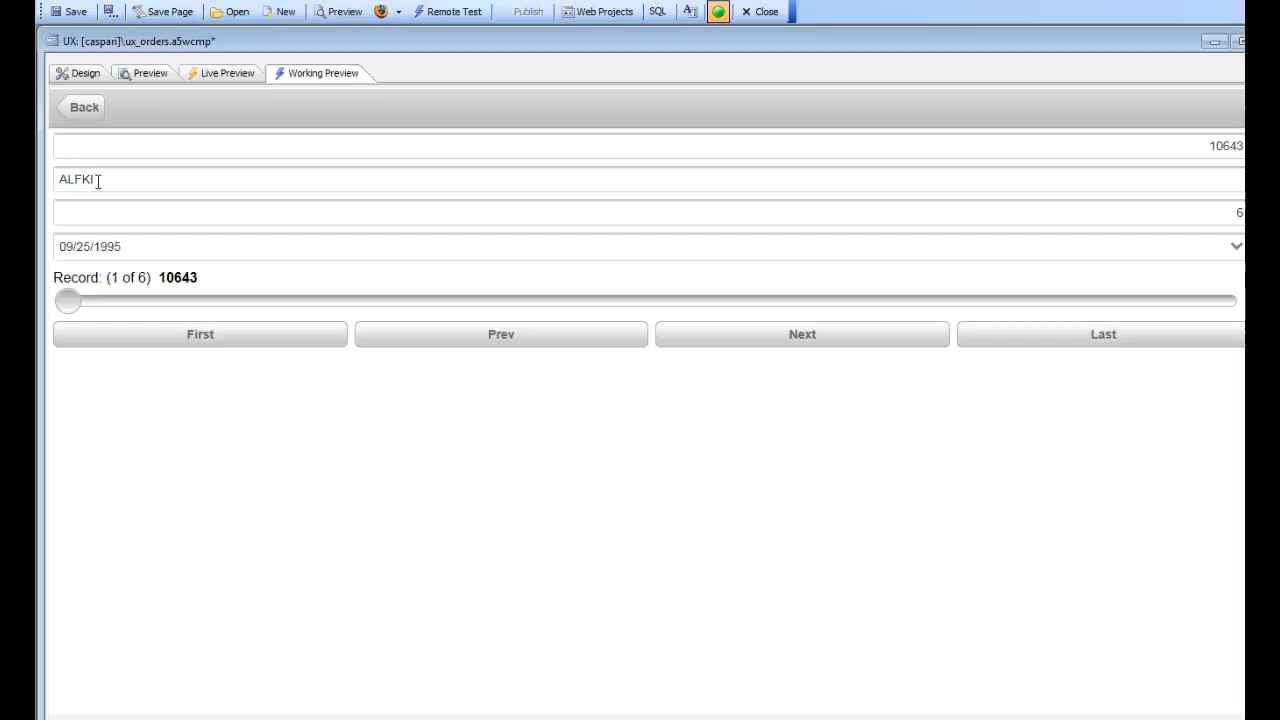 Save Save Page Open New Preview Remote Test Publish Web Projects SQL A Close
UX: [caspari]\ux_orders.a5wcmp*
Design Preview Live Preview Working Preview
Back
10643
ALFKI
6
09/25/1995
Record: (1 of 6) 10643
First Prev Next Last